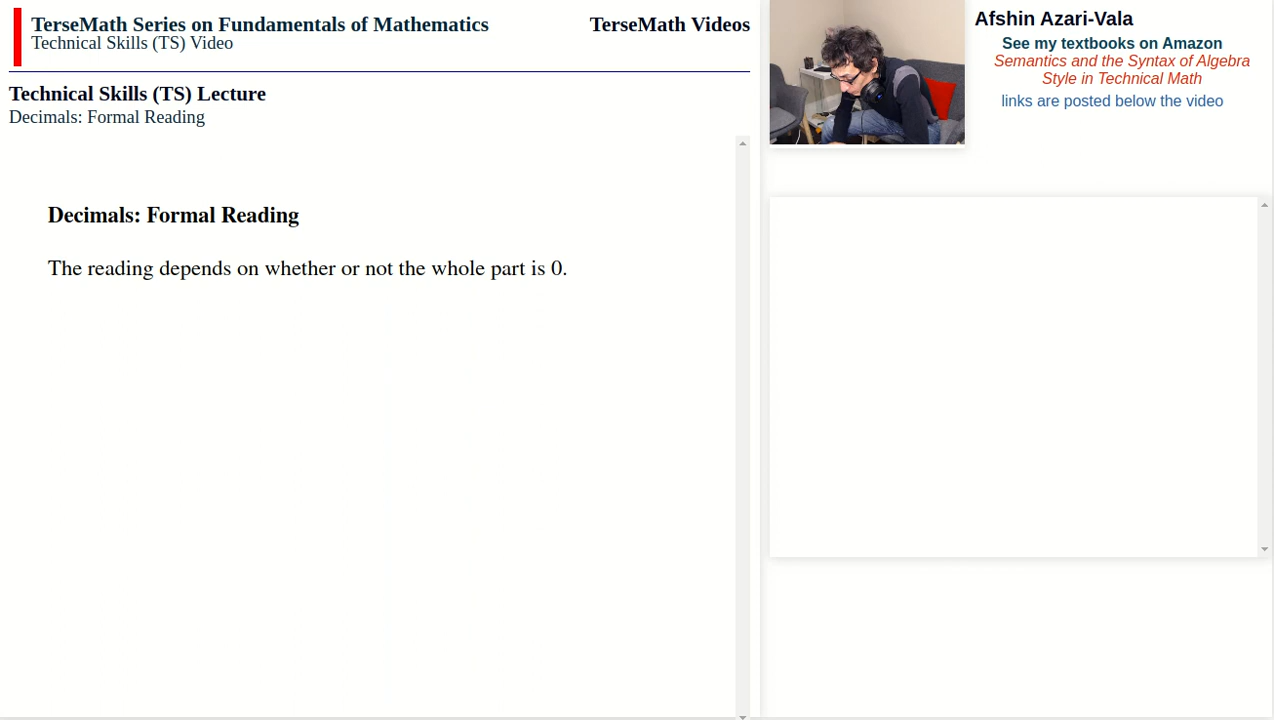 TerseMath Series on Fundamentals of Mathematics
Technical Skills (TS) Video
TerseMath Videos
Technical Skills (TS) Lecture
Decimals: Formal Reading
Decimals: Formal Reading
The reading depends on whether or not the whole part is 0.
Afshin Azari-Vala
See my textbooks on Amazon
Semantics and the Syntax of Algebra
Style in Technical Math
links are posted below the video